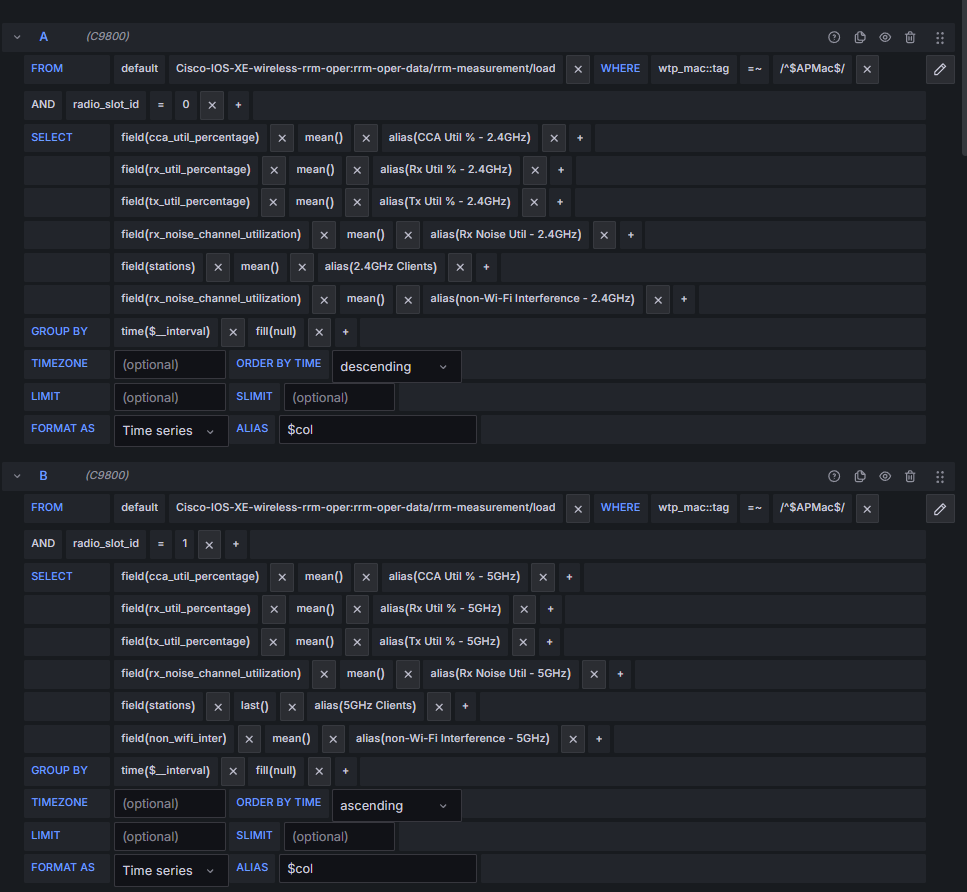 A (C9800)
FROM default Cisco-IOS-XE-wireless-rrm-oper:rrm-oper-data/rrm-measurement/load × WHERE wtp_mac::tag =~ /^$APMac$/ ×
AND radio_slot_id = 0 × +
SELECT field(cca_util_percentage) × mean() × alias(CCA Util % - 2.4GHz) × +
field(rx_util_percentage) × mean() × alias(Rx Util % - 2.4GHz) × +
field(tx_util_percentage) × mean() × alias(Tx Util % - 2.4GHz) × +
field(rx_noise_channel_utilization) × mean() × alias(Rx Noise Util - 2.4GHz) × +
field(stations) × mean() × alias(2.4GHz Clients) × +
field(rx_noise_channel_utilization) × mean() × alias(non-Wi-Fi Interference - 2.4GHz) × +
GROUP BY time($__interval) × fill(null) × +
TIMEZONE (optional) ORDER BY TIME descending
LIMIT (optional) SLIMIT (optional)
FORMAT AS Time series ALIAS $col
B (C9800)
FROM default Cisco-IOS-XE-wireless-rrm-oper:rrm-oper-data/rrm-measurement/load × WHERE wtp_mac::tag =~ /^$APMac$/ ×
AND radio_slot_id = 1 × +
SELECT field(cca_util_percentage) × mean() × alias(CCA Util % - 5GHz) × +
field(rx_util_percentage) × mean() × alias(Rx Util % - 5GHz) × +
field(tx_util_percentage) × mean() × alias(Tx Util % - 5GHz) × +
field(rx_noise_channel_utilization) × mean() × alias(Rx Noise Util - 5GHz) × +
field(stations) × last() × alias(5GHz Clients) × +
field(non_wifi_inter) × mean() × alias(non-Wi-Fi Interference - 5GHz) × +
GROUP BY time($__interval) × fill(null) × +
TIMEZONE (optional) ORDER BY TIME ascending
LIMIT (optional) SLIMIT (optional)
FORMAT AS Time series ALIAS $col